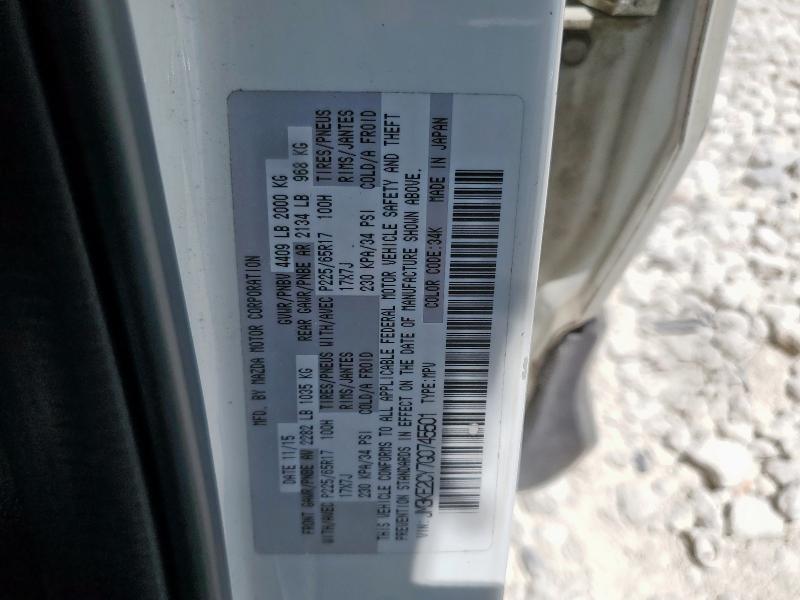 MFD. BY MAZDA MOTOR CORPORATION
DATE 11/15 GVWR/PNBV 4409 LB 2000 KG
FRONT GAWR/PNBE AV 2282 LB 1035 KG REAR GAWR/PNBE AR 2134 LB 968 KG
WITH/AVEC P225/65R17 100H TIRES/PNEUS WITH/AVEC P225/65R17 100H TIRES/PNEUS
17X7J RIMS/JANTES 17X7J RIMS/JANTES
230 KPA/34 PSI COLD/A FROID 230 KPA/34 PSI COLD/A FROID
THIS VEHICLE CONFORMS TO ALL APPLICABLE FEDERAL MOTOR VEHICLE SAFETY AND THEFT
PREVENTION STANDARDS IN EFFECT ON THE DATE OF MANUFACTURE SHOWN ABOVE.
VIN: JM3KE2CY7G0745501 TYPE:MPV COLOR CODE:34K MADE IN JAPAN